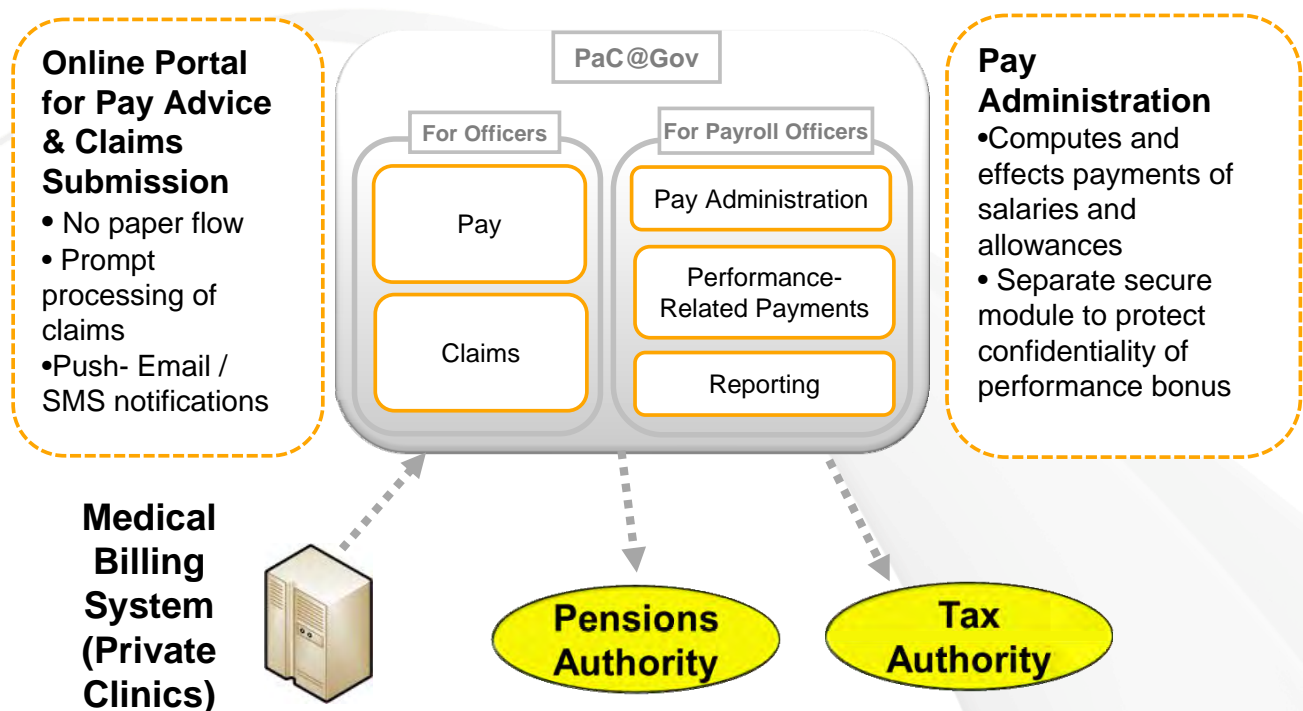 Online Portal
for Pay Advice
& Claims
Submission
• No paper flow
• Prompt
processing of
claims
•Push- Email /
SMS notifications
PaC@Gov
For Officers
Pay
Claims
For Payroll Officers
Pay Administration
Performance-
Related Payments
Reporting
Pay
Administration
•Computes and
effects payments of
salaries and
allowances
• Separate secure
module to protect
confidentiality of
performance bonus
Medical
Billing
System
(Private
Clinics)
Pensions
Authority
Tax
Authority